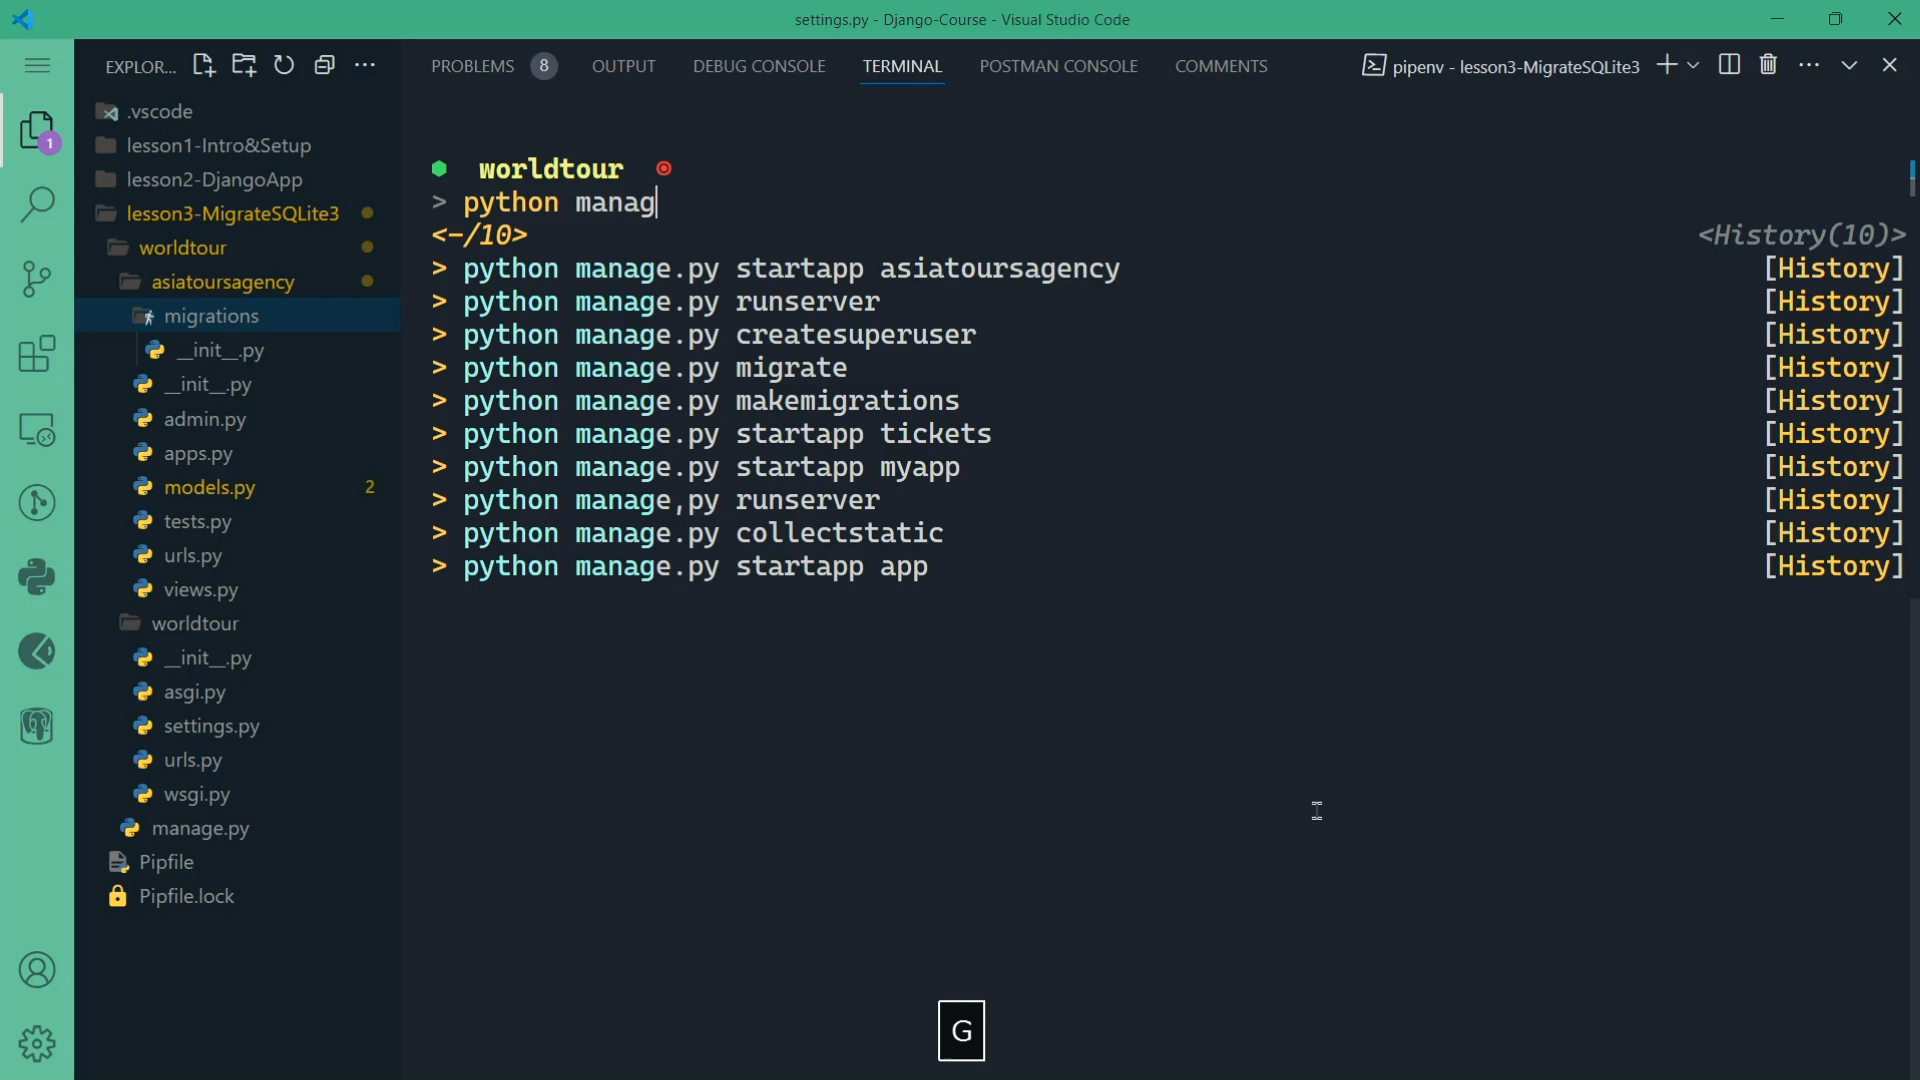 settings.py - Django-Course - Visual Studio Code
EXPLOR...
PROBLEMS 8 OUTPUT DEBUG CONSOLE TERMINAL POSTMAN CONSOLE COMMENTS
pipenv - lesson3-MigrateSQLite3
1
.vscode
lesson1-Intro&Setup
lesson2-DjangoApp
lesson3-MigrateSQLite3
worldtour
asiatoursagency
migrations
__init__.py
__init__.py
admin.py
apps.py
models.py 2
tests.py
urls.py
views.py
worldtour
__init__.py
asgi.py
settings.py
urls.py
wsgi.py
manage.py
Pipfile
Pipfile.lock
worldtour
> python manag
<-/10> <History(10)>
> python manage.py startapp asiatoursagency [History]
> python manage.py runserver [History]
> python manage.py createsuperuser [History]
> python manage.py migrate [History]
> python manage.py makemigrations [History]
> python manage.py startapp tickets [History]
> python manage.py startapp myapp [History]
> python manage,py runserver [History]
> python manage.py collectstatic [History]
> python manage.py startapp app [History]
G